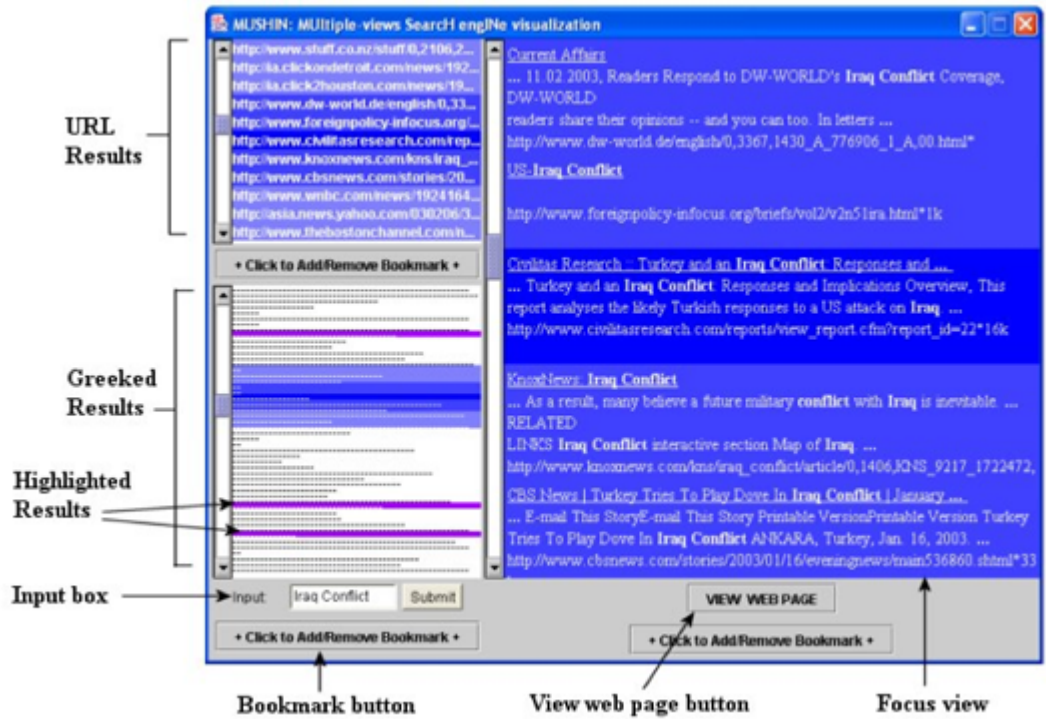 MUSHIN: MUltiple-views SearcH engINe visualization
URL
Results
http://www.stuff.co.nz/stuff/0,2106,2...
http://ia.clickondetroit.com/news/192...
http://ia.click2houston.com/news/19...
http://www.dw-world.de/english/0,33...
http://www.foreignpolicy-infocus.org/...
http://www.civilitasresearch.com/rep...
http://www.knoxnews.com/kns/iraq_...
http://www.cbsnews.com/stories/20...
http://www.wmbc.com/news/1924164...
http://asia.news.yahoo.com/030206/3...
http://www.thebostonchannel.com/n...
+ Click to Add/Remove Bookmark +
Greeked
Results
Highlighted
Results
Input box
Input:
Iraq Conflict
Submit
+ Click to Add/Remove Bookmark +
Current Affairs
... 11.02.2003, Readers Respond to DW-WORLD's Iraq Conflict Coverage,
DW-WORLD
readers share their opinions -- and you can too. In letters ...
http://www.dw-world.de/english/0,3367,1430_A_776906_1_A,00.html*
US-Iraq Conflict
http://www.foreignpolicy-infocus.org/briefs/vol2/v2n51ira.html*1k
Civilitas Research :: Turkey and an Iraq Conflict: Responses and ...
... Turkey and an Iraq Conflict: Responses and Implications Overview, This
report analyses the likely Turkish responses to a US attack on Iraq. ...
http://www.civilitasresearch.com/reports/view_report.cfm?report_id=22*16k
KnoxNews: Iraq Conflict
... As a result, many believe a future military conflict with Iraq is inevitable. ...
RELATED
LINKS Iraq Conflict interactive section Map of Iraq. ...
http://www.knoxnews.com/kns/iraq_conflict/article/0,1406,KNS_9217_1722472,
CBS News | Turkey Tries To Play Dove In Iraq Conflict | January ...
... E-mail This StoryE-mail This Story Printable VersionPrintable Version Turkey
Tries To Play Dove In Iraq Conflict ANKARA, Turkey, Jan. 16, 2003. ...
http://www.cbsnews.com/stories/2003/01/16/eveningnews/main536860.shtml*33
VIEW WEB PAGE
+ Click to Add/Remove Bookmark +
Bookmark button
View web page button
Focus view